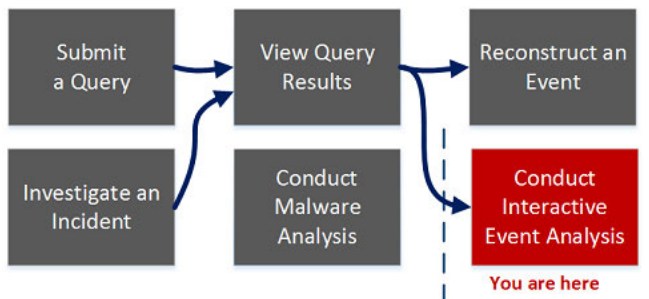 Submit
a Query
View Query
Results
Reconstruct an
Event
Investigate an
Incident
Conduct
Malware
Analysis
Conduct
Interactive
Event Analysis
You are here